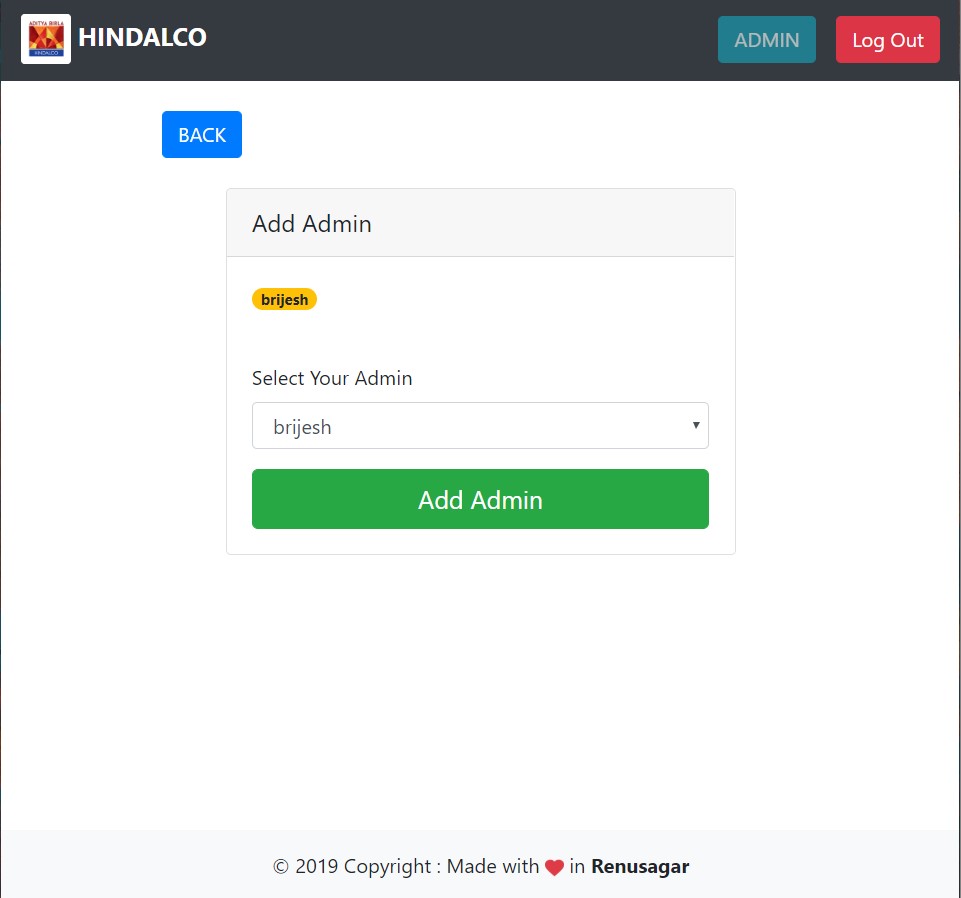 ADITYA BIRLA
HINDALCO
HINDALCO
ADMIN
Log Out
BACK
Add Admin
brijesh
Select Your Admin
brijesh
Add Admin
© 2019 Copyright : Made with ❤ in Renusagar